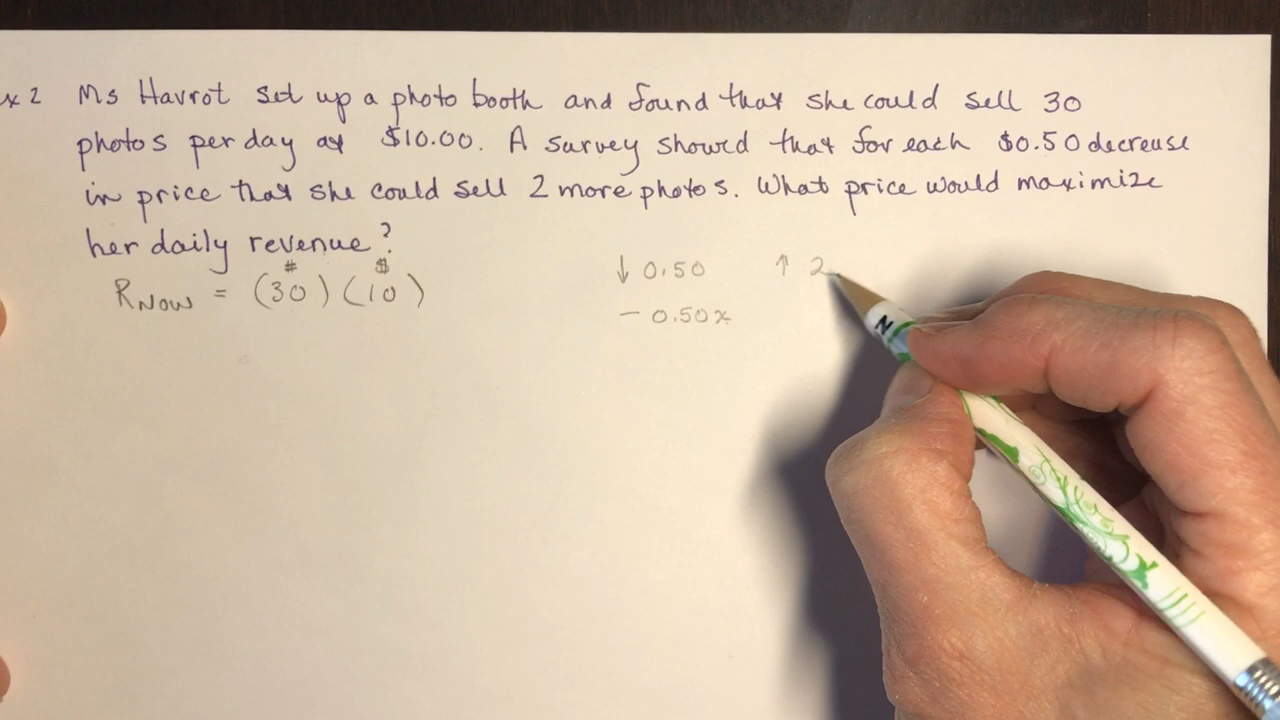 x 2 Ms Havrot set up a photo booth and found that she could sell 30
photos per day at $10.00. A survey showed that for each $0.50 decrease
in price that she could sell 2 more photos. What price would maximize
her daily revenue?
# $
R NOW = (30)(10)
↓ 0.50 ↑ 2
- 0.50x
N